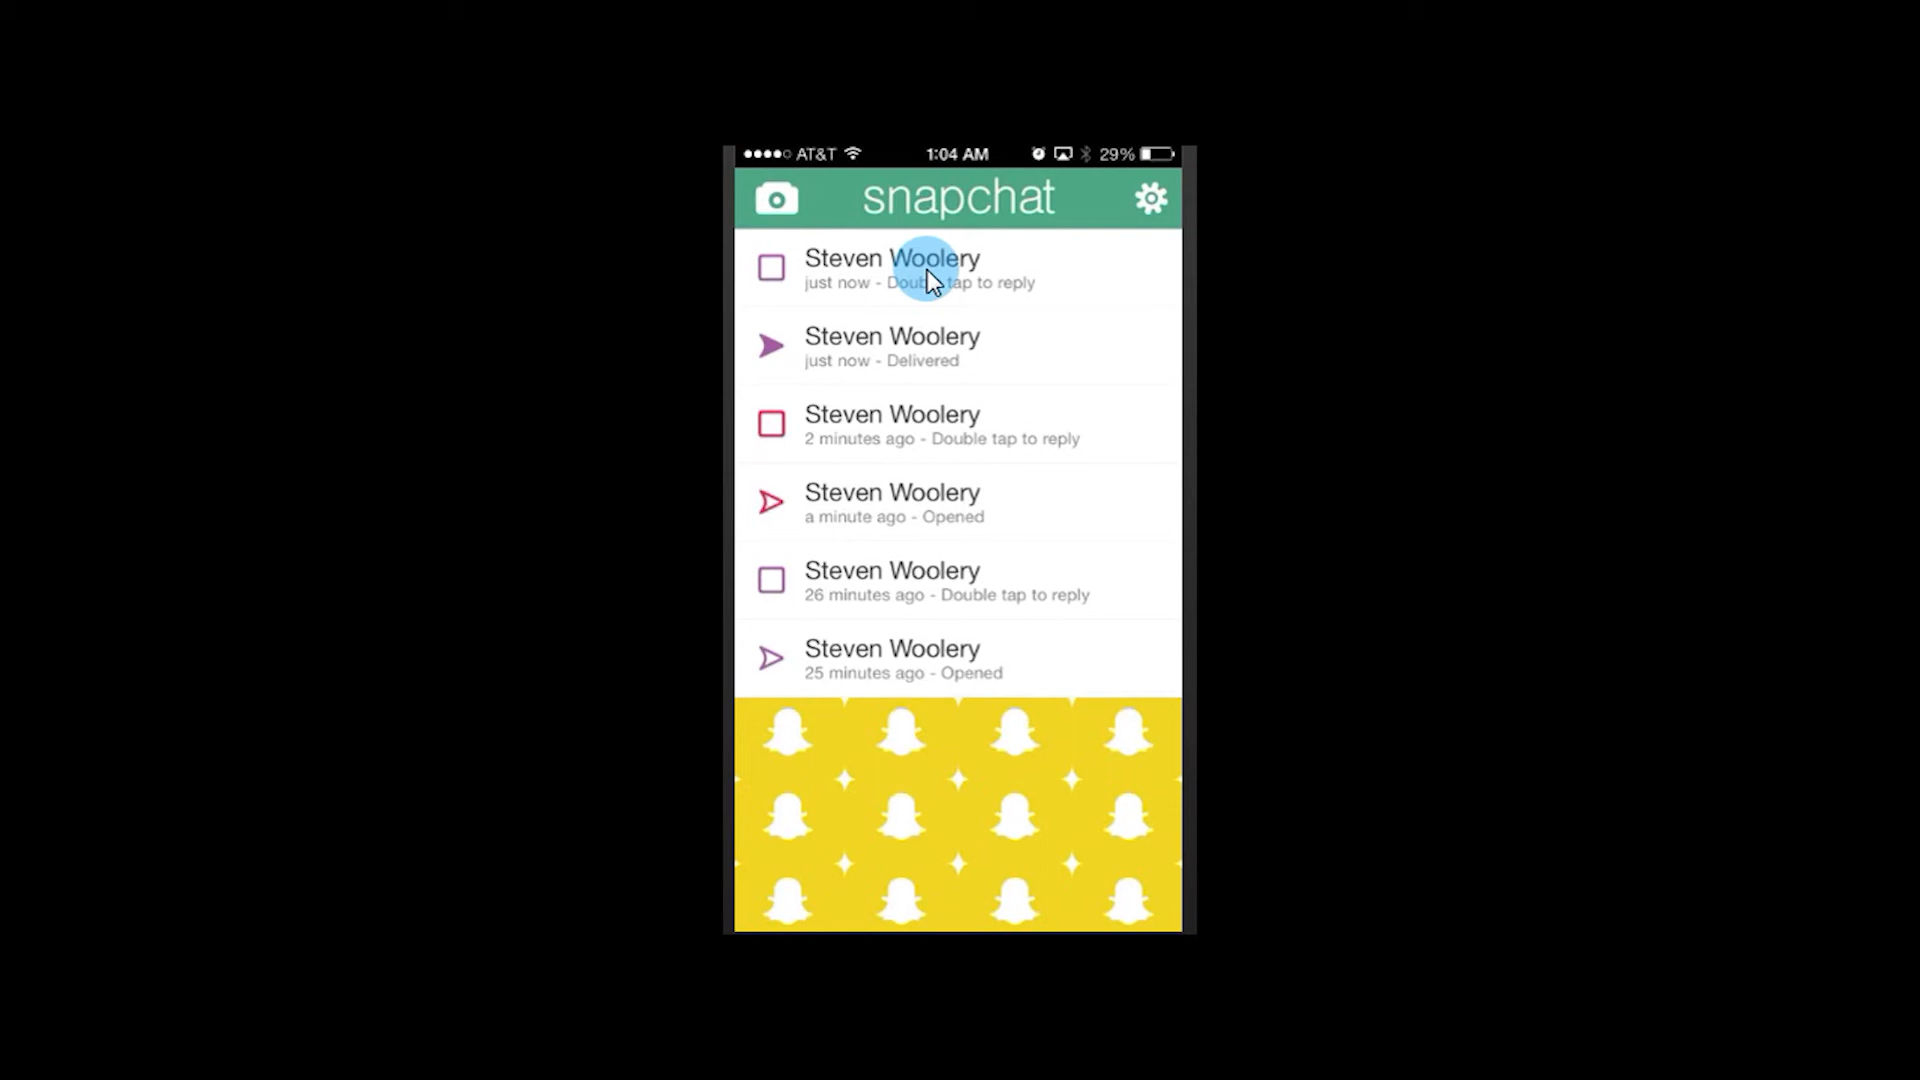 AT&T 1:04 AM 29%
snapchat
Steven Woolery
just now - Double tap to reply
Steven Woolery
just now - Delivered
Steven Woolery
2 minutes ago - Double tap to reply
Steven Woolery
a minute ago - Opened
Steven Woolery
26 minutes ago - Double tap to reply
Steven Woolery
25 minutes ago - Opened